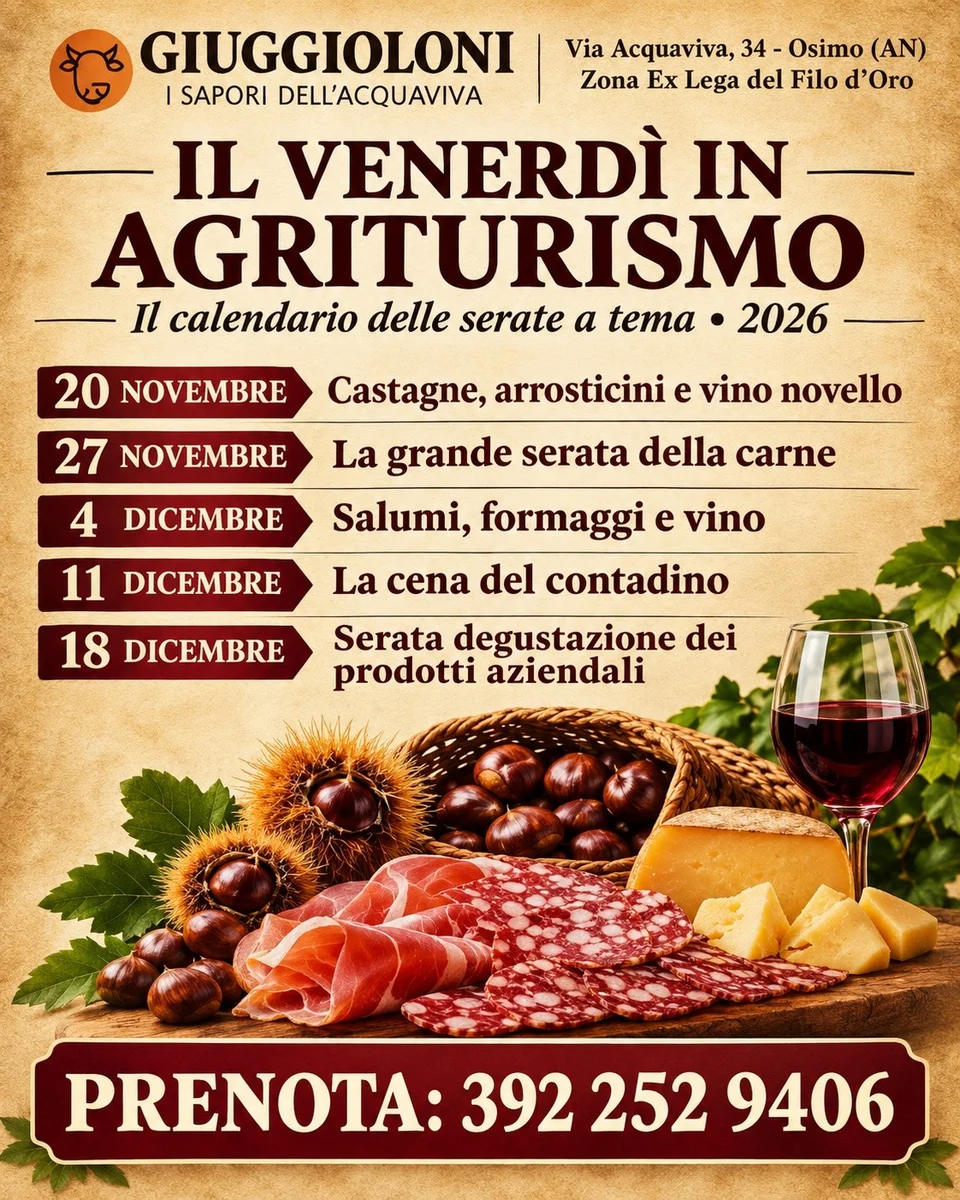 GIUGGIOLONI
I SAPORI DELL'ACQUAVIVA
Via Acquaviva, 34 - Osimo (AN)
Zona Ex Lega del Filo d'Oro
IL VENERDÌ IN
AGRITURISMO
Il calendario delle serate a tema • 2026
20 NOVEMBRE Castagne, arrosticini e vino novello
27 NOVEMBRE La grande serata della carne
4 DICEMBRE Salumi, formaggi e vino
11 DICEMBRE La cena del contadino
18 DICEMBRE Serata degustazione dei
prodotti aziendali
PRENOTA: 392 252 9406